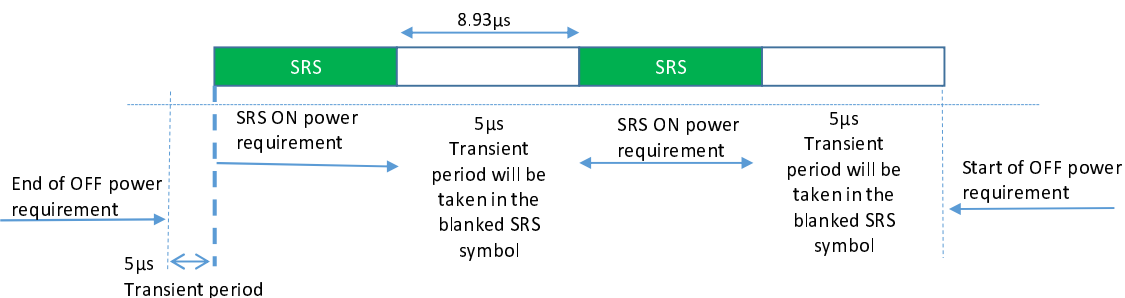 8.93µs
SRS
SRS
SRS ON power
requirement
5µs
Transient
period will be
taken in the
blanked SRS
symbol
SRS ON power
requirement
5µs
Transient
period will be
taken in the
blanked SRS
symbol
End of OFF power
requirement
Start of OFF power
requirement
5µs
Transient period